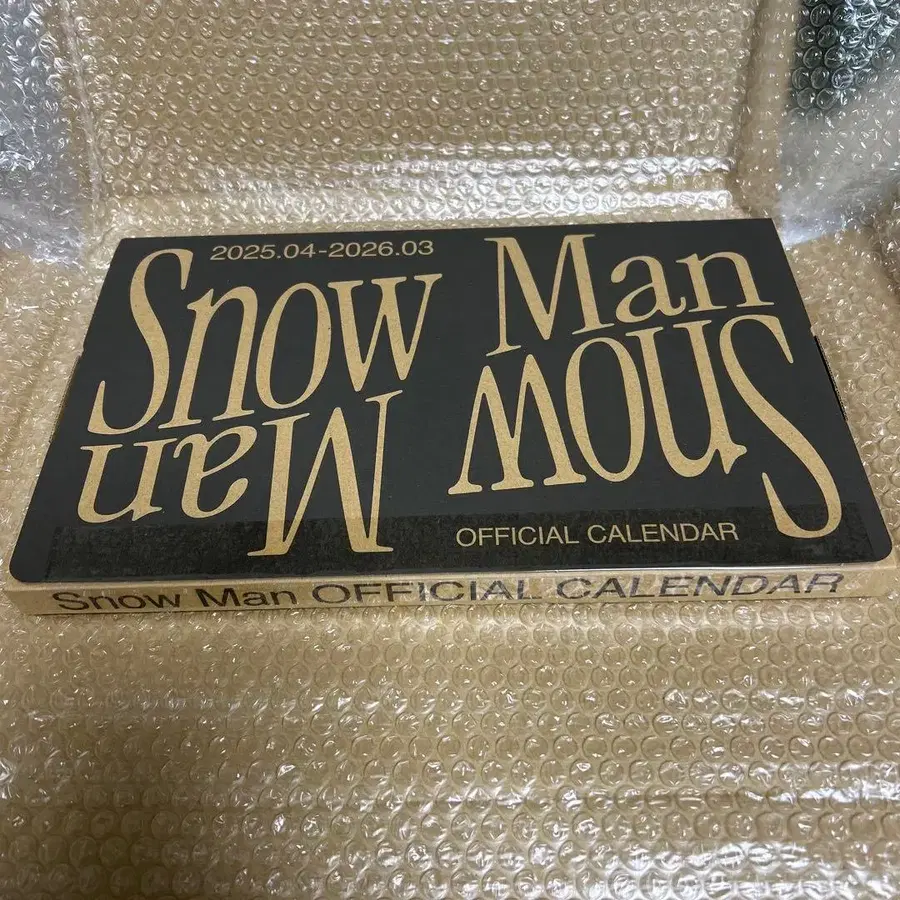 2025.04-2026.03
Snow Man
Snow Man
OFFICIAL CALENDAR
Snow Man OFFICIAL CALENDAR